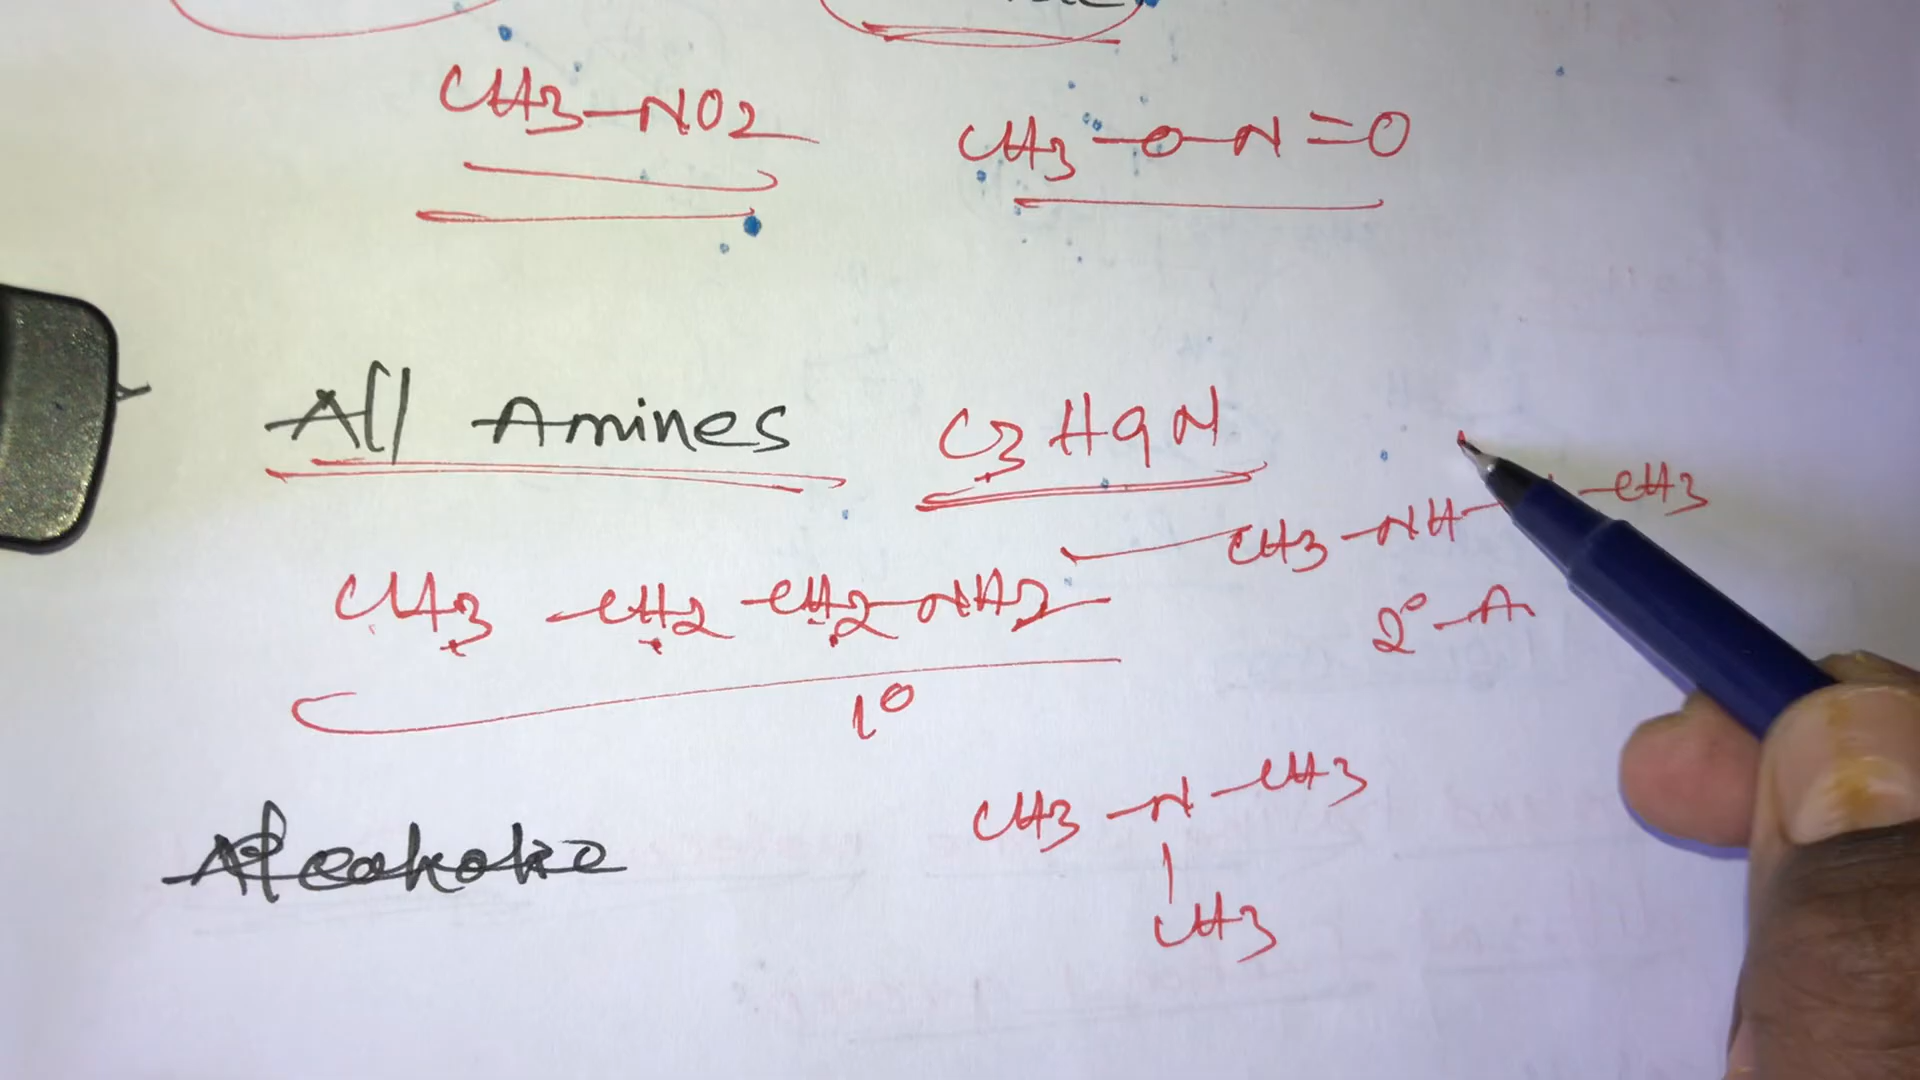 CH3-NO2 CH3-O-N=O
All Amines C3H9N
CH3-NH- -CH3
CH3-CH2-CH2-NH2
2°-A
1°
CH3-N-CH3
|
CH3